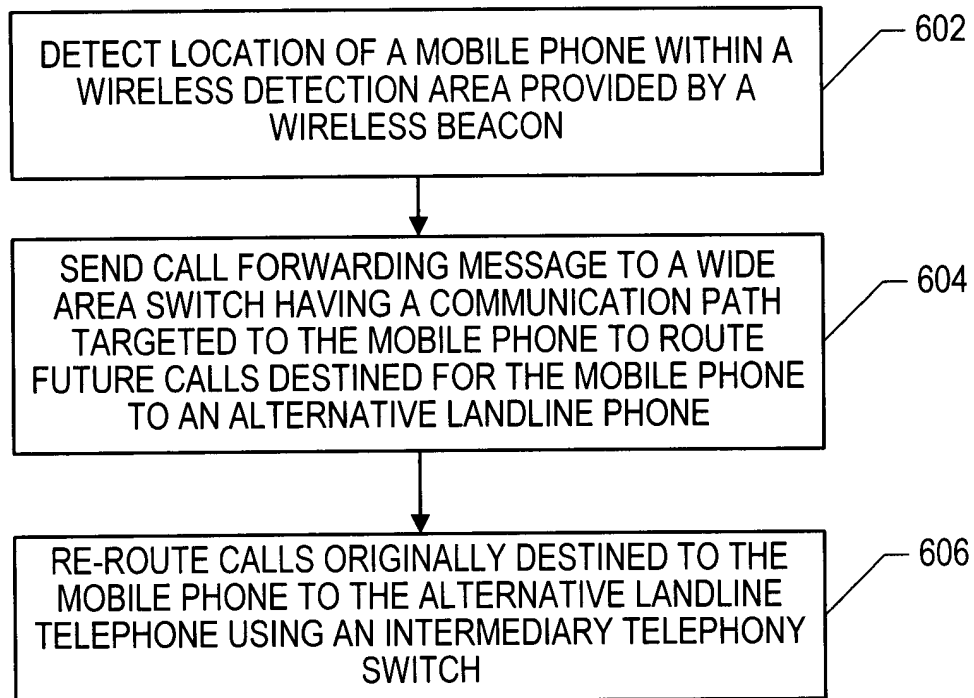 DETECT LOCATION OF A MOBILE PHONE WITHIN A
WIRELESS DETECTION AREA PROVIDED BY A
WIRELESS BEACON
602
SEND CALL FORWARDING MESSAGE TO A WIDE
AREA SWITCH HAVING A COMMUNICATION PATH
TARGETED TO THE MOBILE PHONE TO ROUTE
FUTURE CALLS DESTINED FOR THE MOBILE PHONE
TO AN ALTERNATIVE LANDLINE PHONE
604
RE-ROUTE CALLS ORIGINALLY DESTINED TO THE
MOBILE PHONE TO THE ALTERNATIVE LANDLINE
TELEPHONE USING AN INTERMEDIARY TELEPHONY
SWITCH
606